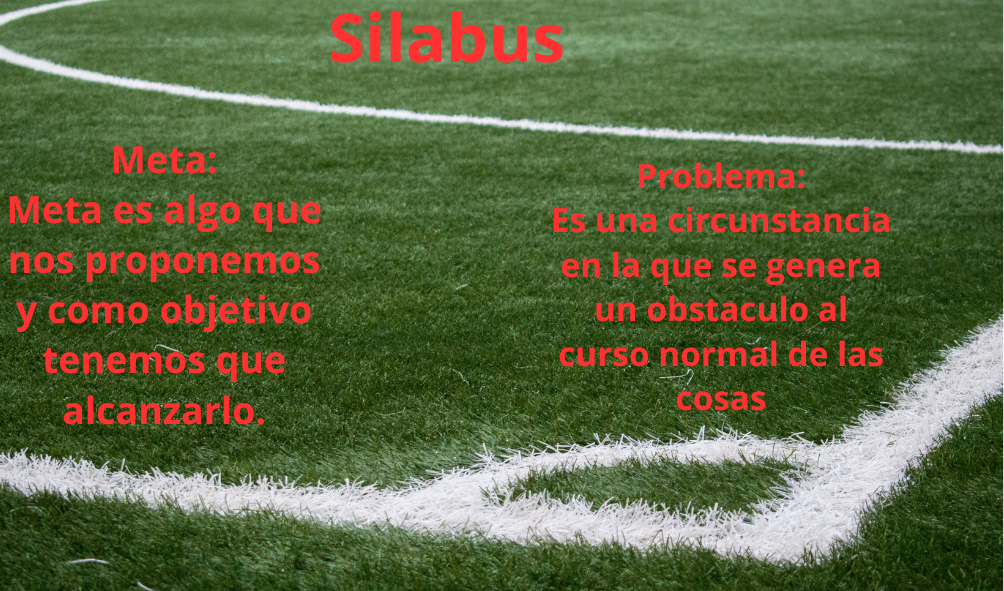 Silabus
Meta:
Meta es algo que
nos proponemos
y como objetivo
tenemos que
alcanzarlo.
Problema:
Es una circunstancia
en la que se genera
un obstaculo al
curso normal de las
cosas